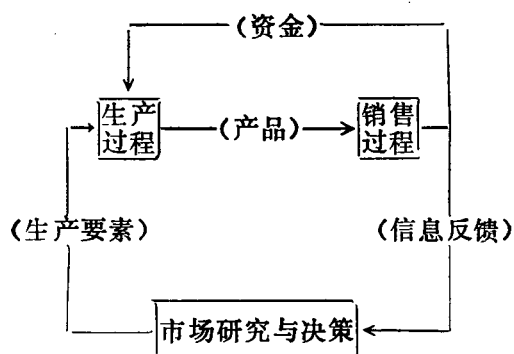 （资金）
生产
过程
（产品）
销售
过程
（生产要素）
（信息反馈）
市场研究与决策